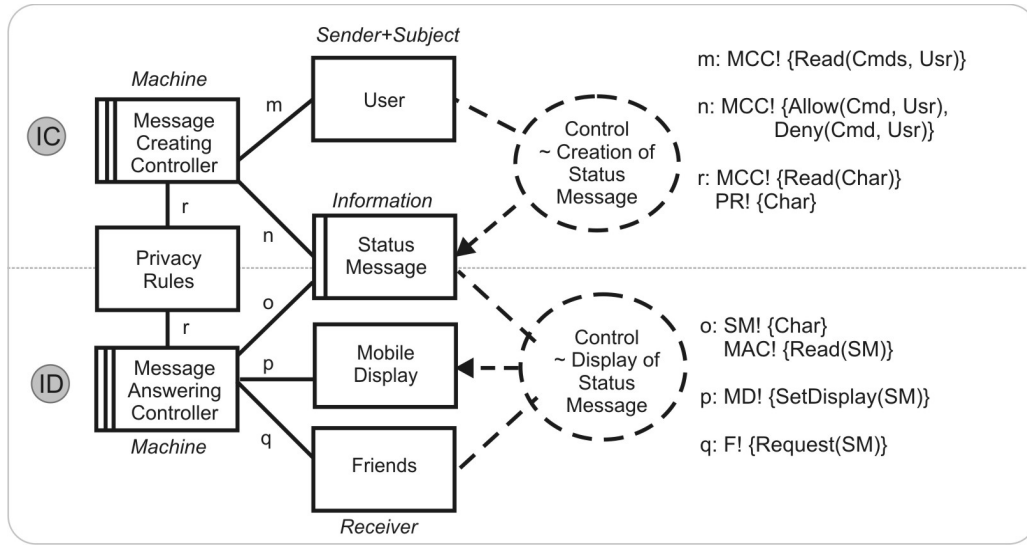 Sender+Subject
Machine
m
User
m: MCC! {Read(Cmds, Usr)}
IC
Message
Creating
Controller
Control
~ Creation of
Status
Message
n: MCC! {Allow(Cmd, Usr),
Deny(Cmd, Usr)}
r
n
Information
r: MCC! {Read(Char)}
PR! {Char}
Privacy
Rules
Status
Message
r
o
ID
Message
Answering
Controller
Machine
p
Mobile
Display
Control
~ Display of
Status
Message
o: SM! {Char}
MAC! {Read(SM)}
p: MD! {SetDisplay(SM)}
q
Friends
q: F! {Request(SM)}
Receiver